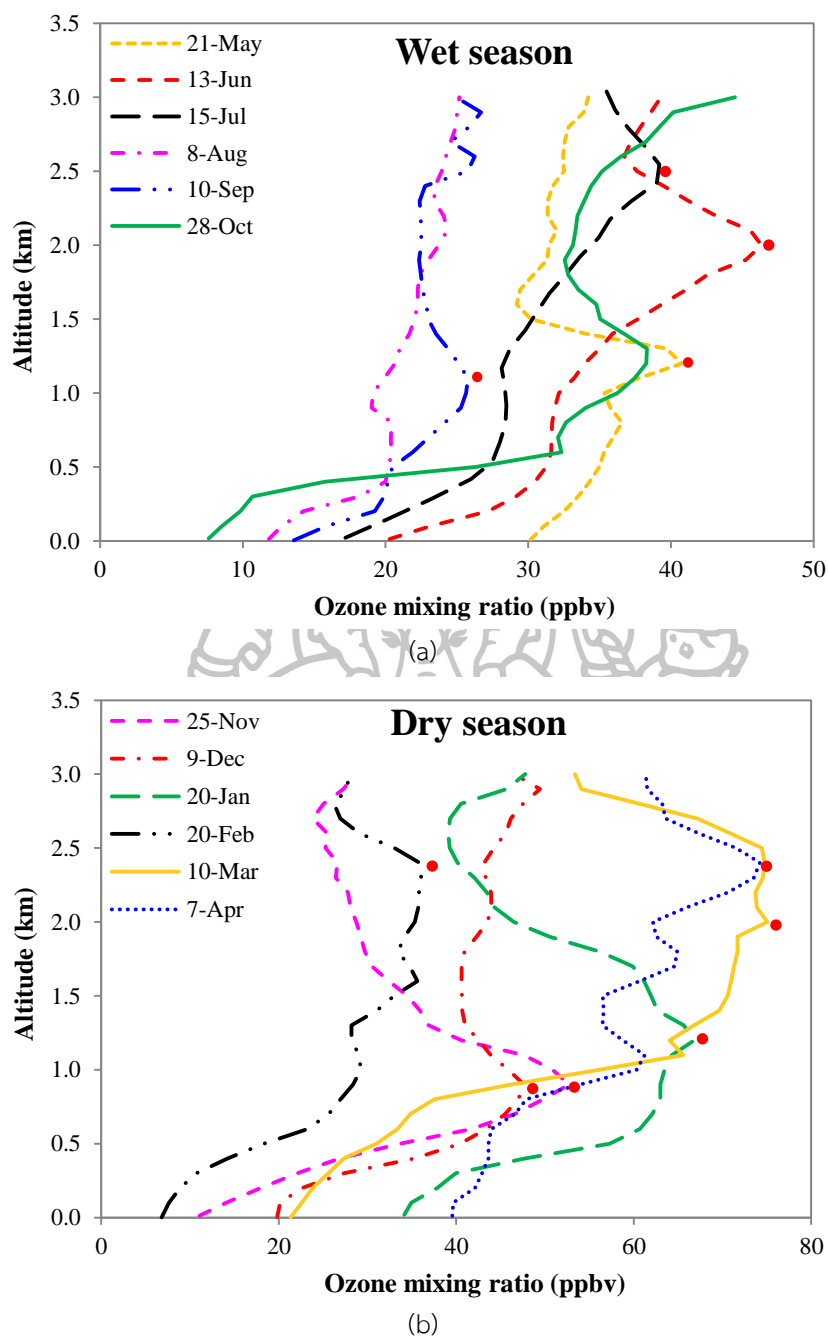 Wet season
21-May
13-Jun
15-Jul
8-Aug
10-Sep
28-Oct
Altitude (km)
3.5
3.0
2.5
2.0
1.5
1.0
0.5
0.0
0 10 20 30 40 50
Ozone mixing ratio (ppbv)
(a)
Dry season
25-Nov
9-Dec
20-Jan
20-Feb
10-Mar
7-Apr
Altitude (km)
3.5
3.0
2.5
2.0
1.5
1.0
0.5
0.0
0 20 40 60 80
Ozone mixing ratio (ppbv)
(b)